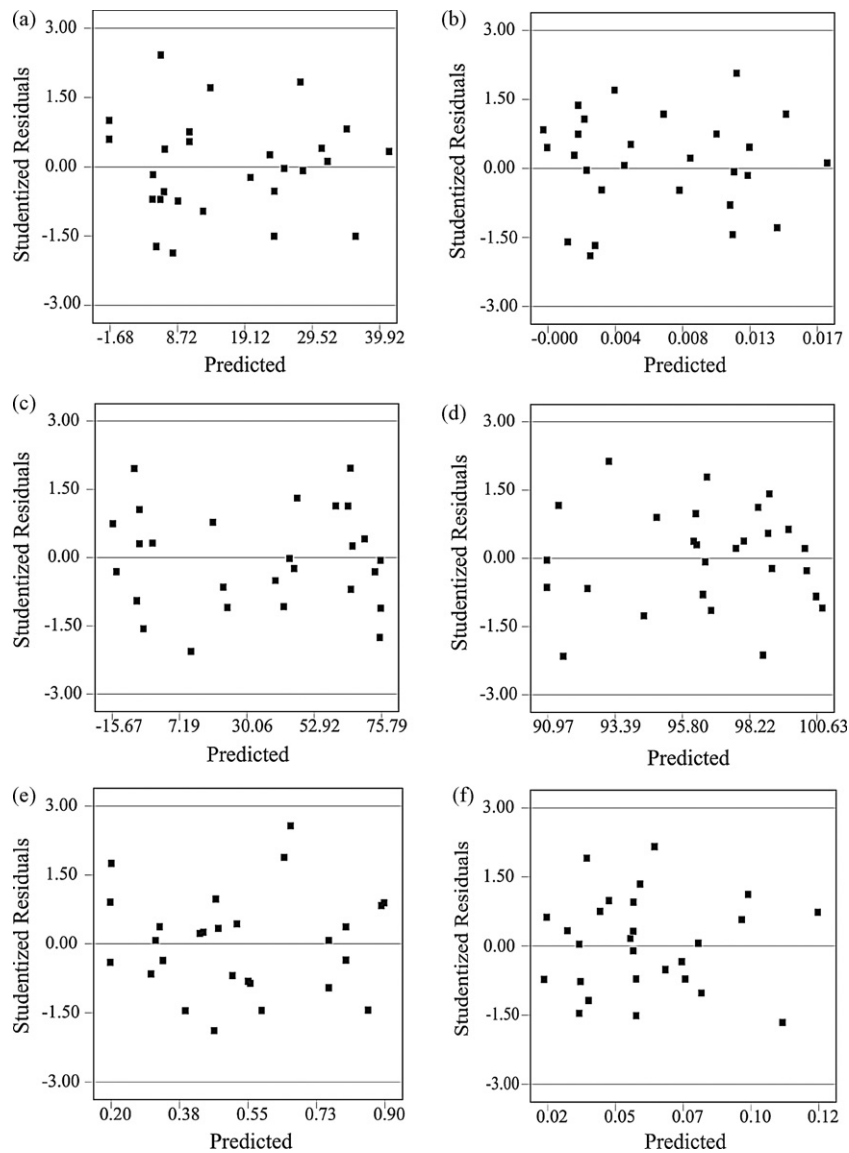 (a)
3.00
1.50
0.00
-1.50
-3.00
Studentized Residuals
-1.68 8.72 19.12 29.52 39.92
Predicted
(b)
3.00
1.50
0.00
-1.50
-3.00
Studentized Residuals
-0.000 0.004 0.008 0.013 0.017
Predicted
(c)
3.00
1.50
0.00
-1.50
-3.00
Studentized Residuals
-15.67 7.19 30.06 52.92 75.79
Predicted
(d)
3.00
1.50
0.00
-1.50
-3.00
Studentized Residuals
90.97 93.39 95.80 98.22 100.63
Predicted
(e)
3.00
1.50
0.00
-1.50
-3.00
Studentized Residuals
0.20 0.38 0.55 0.73 0.90
Predicted
(f)
3.00
1.50
0.00
-1.50
-3.00
Studentized Residuals
0.02 0.05 0.07 0.10 0.12
Predicted